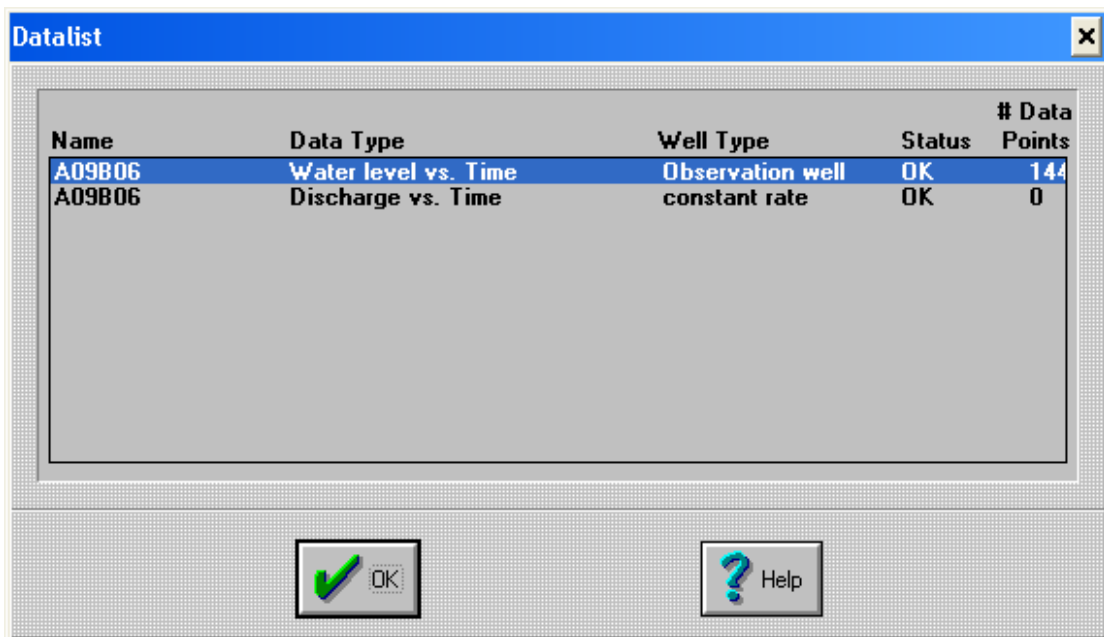 Datalist
# Data
Name Data Type Well Type Status Points
A09B06 Water level vs. Time Observation well OK 144
A09B06 Discharge vs. Time constant rate OK 0
OK Help